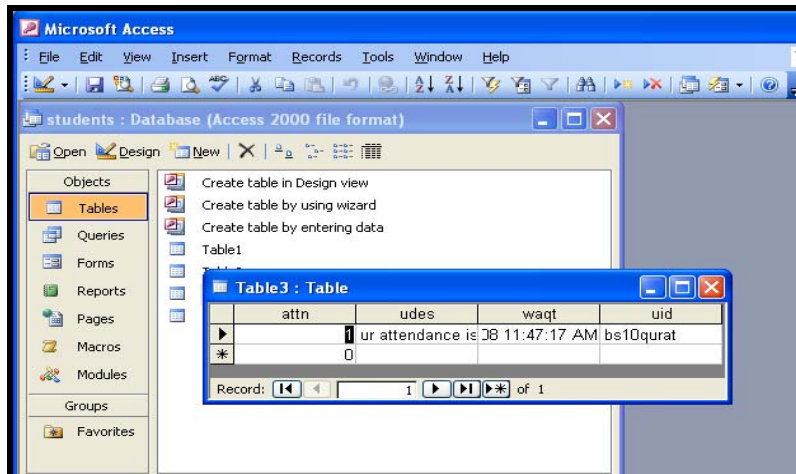 Microsoft Access
File Edit View Insert Format Records Tools Window Help
students : Database (Access 2000 file format)
Open Design New
Objects
Tables
Queries
Forms
Reports
Pages
Macros
Modules
Groups
Favorites
Create table in Design view
Create table by using wizard
Create table by entering data
Table1
Table3 : Table
attn udes waqt uid
1 ur attendance is 08 11:47:17 AM bs10qurat
0
Record: 1 of 1